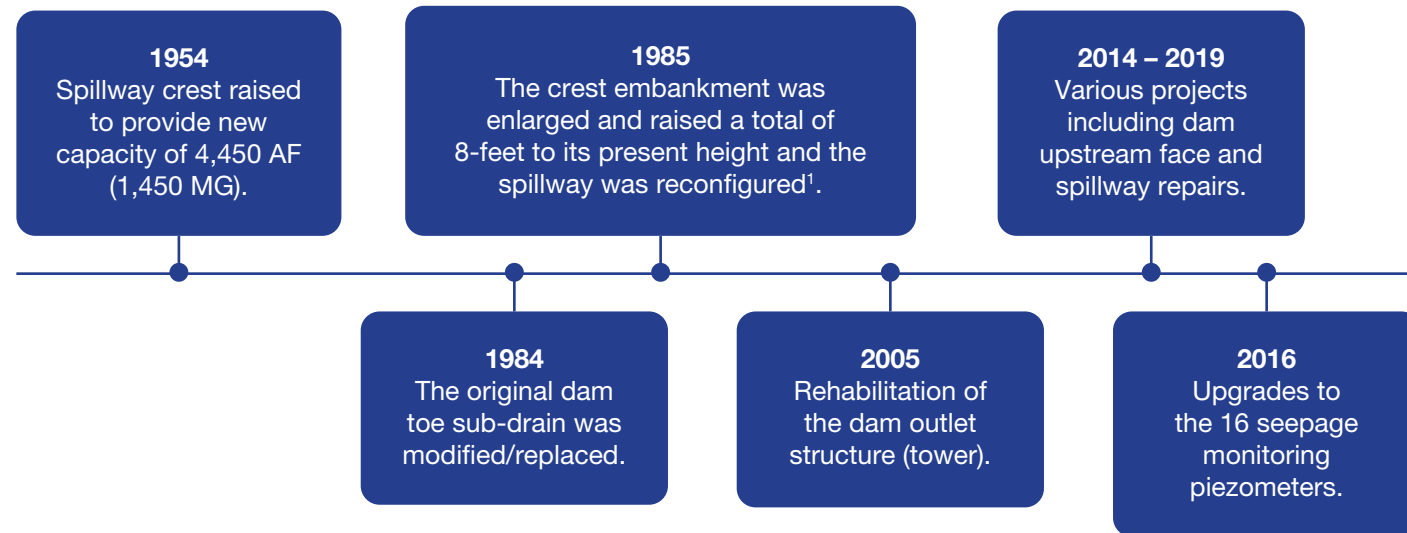 1954
Spillway crest raised
to provide new
capacity of 4,450 AF
(1,450 MG).
1985
The crest embankment was
enlarged and raised a total of
8-feet to its present height and the
spillway was reconfigured¹.
2014 – 2019
Various projects
including dam
upstream face and
spillway repairs.
1984
The original dam
toe sub-drain was
modified/replaced.
2005
Rehabilitation of
the dam outlet
structure (tower).
2016
Upgrades to
the 16 seepage
monitoring
piezometers.